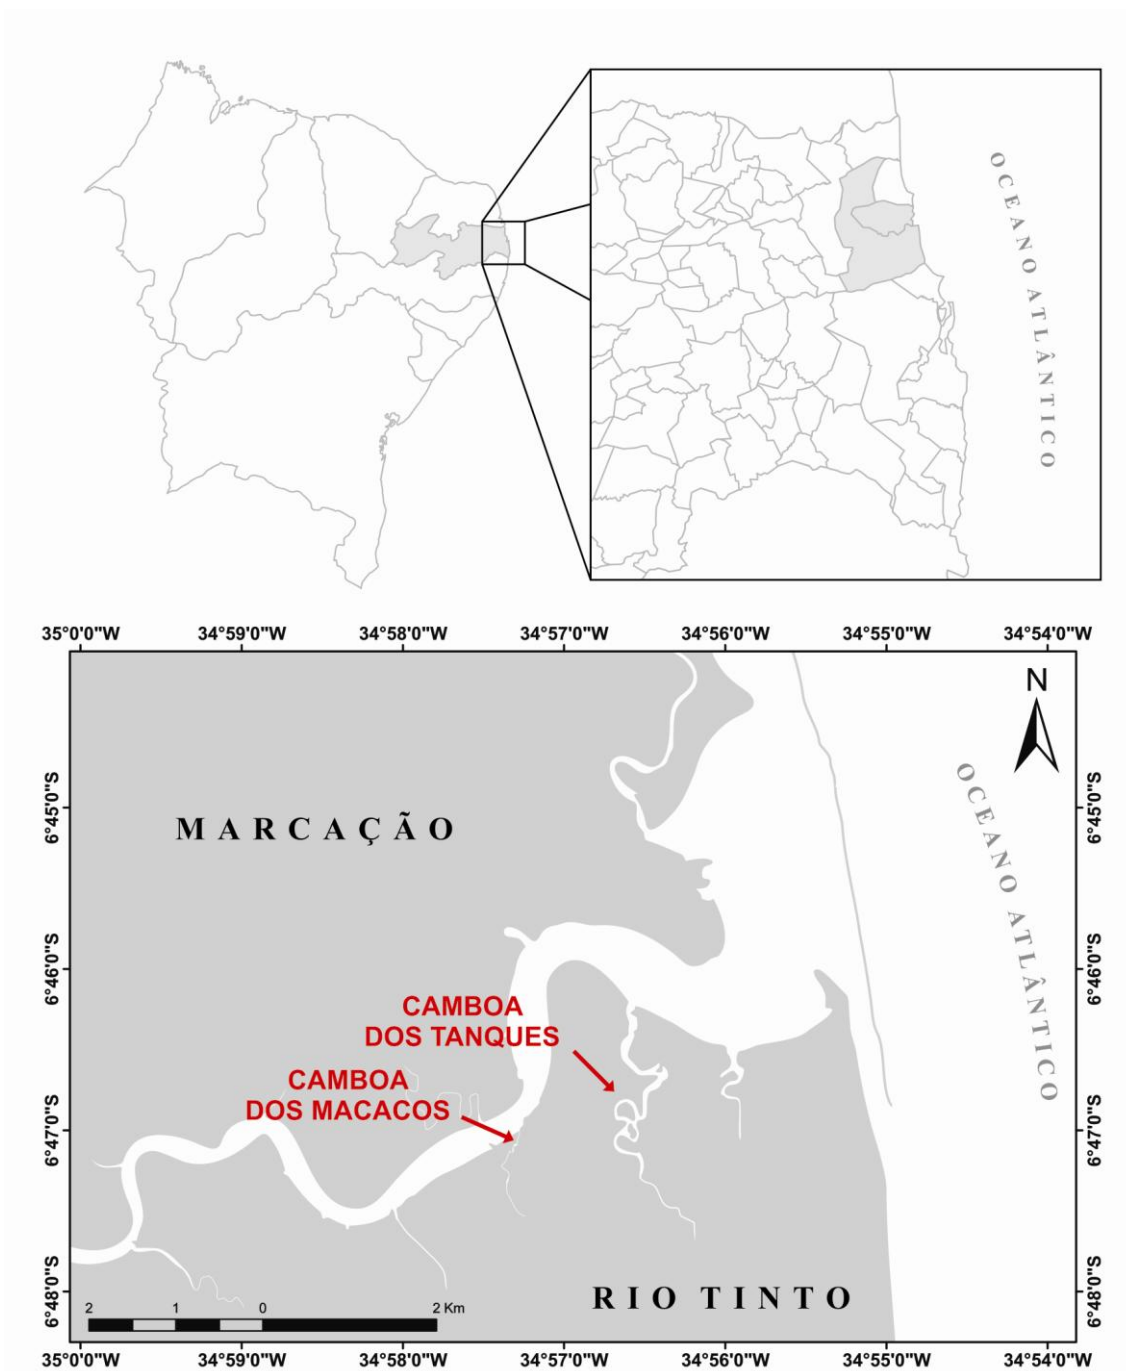 OCEANO ATLÂNTICO
35°0'0"W 34°59'0"W 34°58'0"W 34°57'0"W 34°56'0"W 34°55'0"W 34°54'0"W
N
6°45'0"S 6°45'0"S
MARCAÇÃO
OCEANO ATLÂNTICO
6°46'0"S 6°46'0"S
CAMBOA
DOS TANQUES
CAMBOA
DOS MACACOS
6°47'0"S 6°47'0"S
RIO TINTO
6°48'0"S 6°48'0"S
2 1 0 2 Km
35°0'0"W 34°59'0"W 34°58'0"W 34°57'0"W 34°56'0"W 34°55'0"W 34°54'0"W